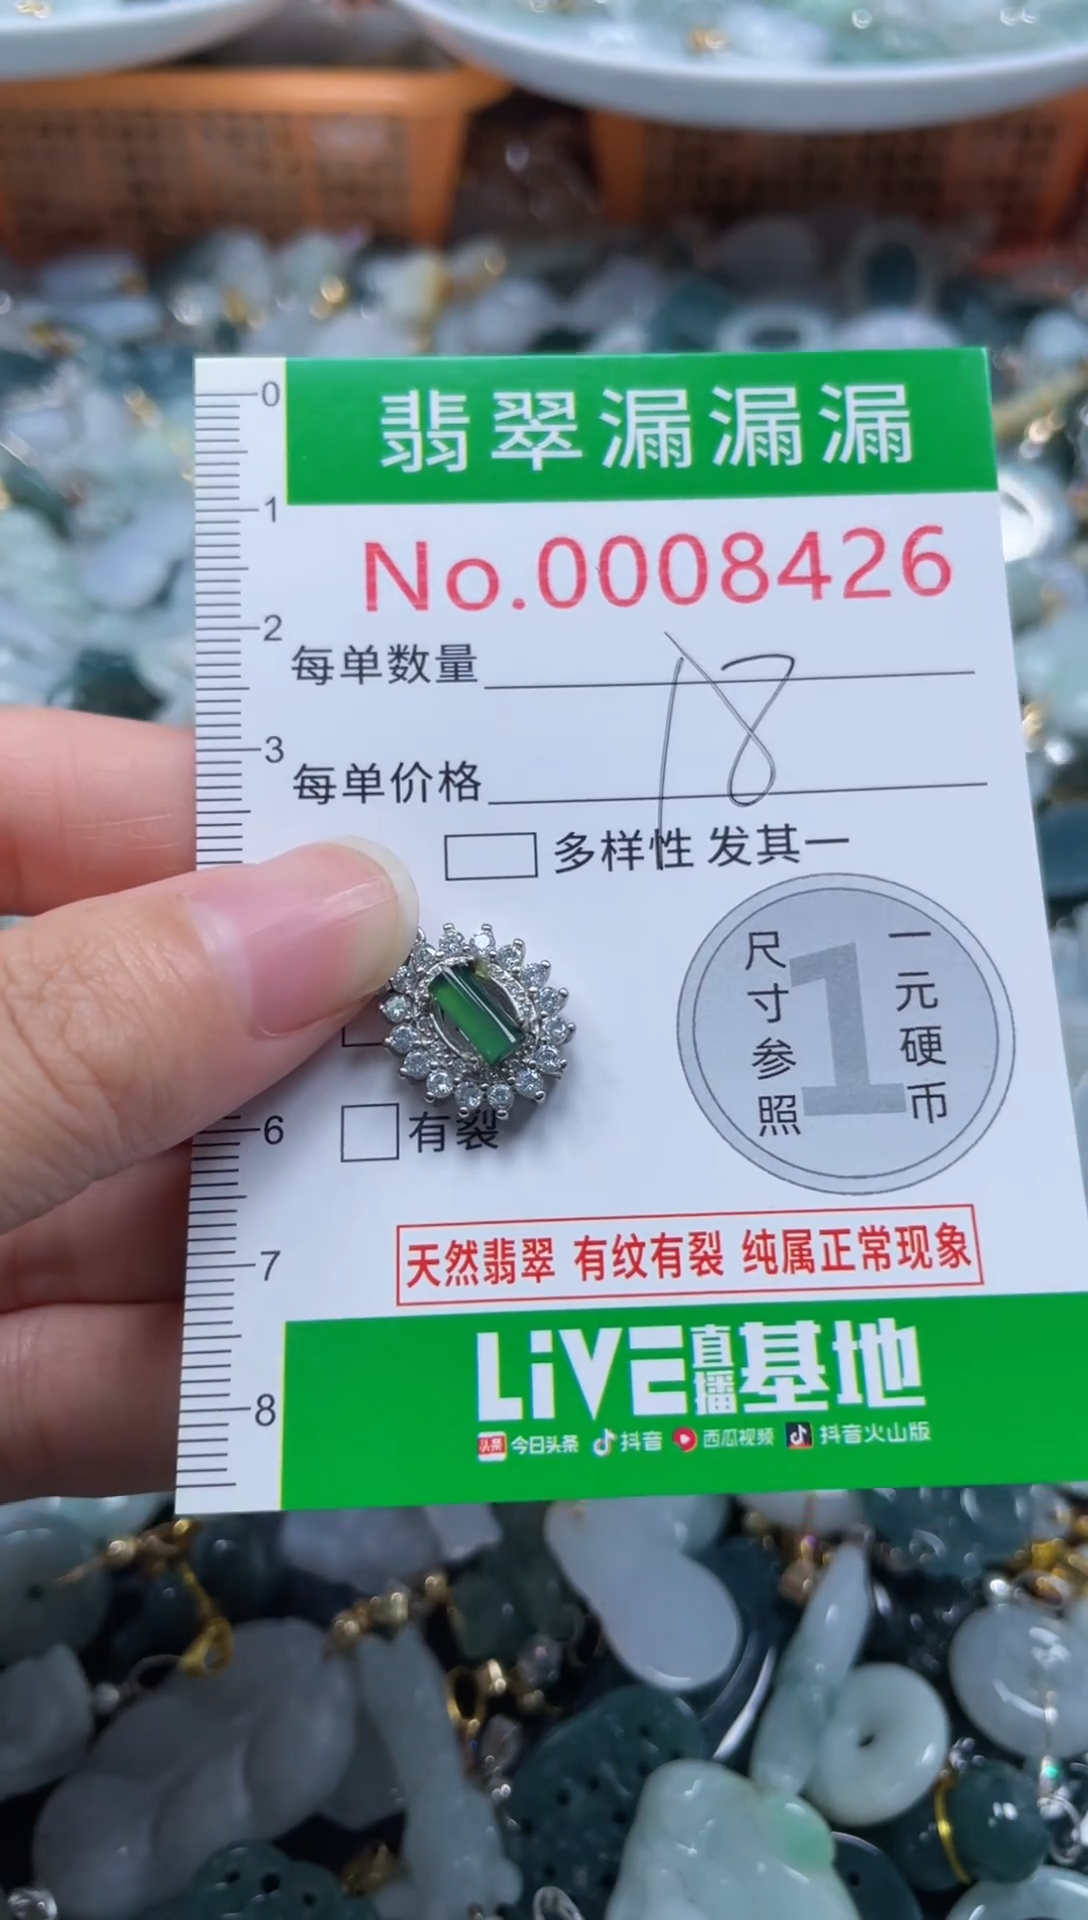 0
翡翠漏漏漏
1
No.0008426
2
每单数量
18
3
每单价格
多样性 发其一
尺寸参照
1
一元硬币
6
有裂
天然翡翠 有纹有裂 纯属正常现象
7
LiVE直播基地
8
头条 今日头条 抖音 西瓜视频 抖音火山版